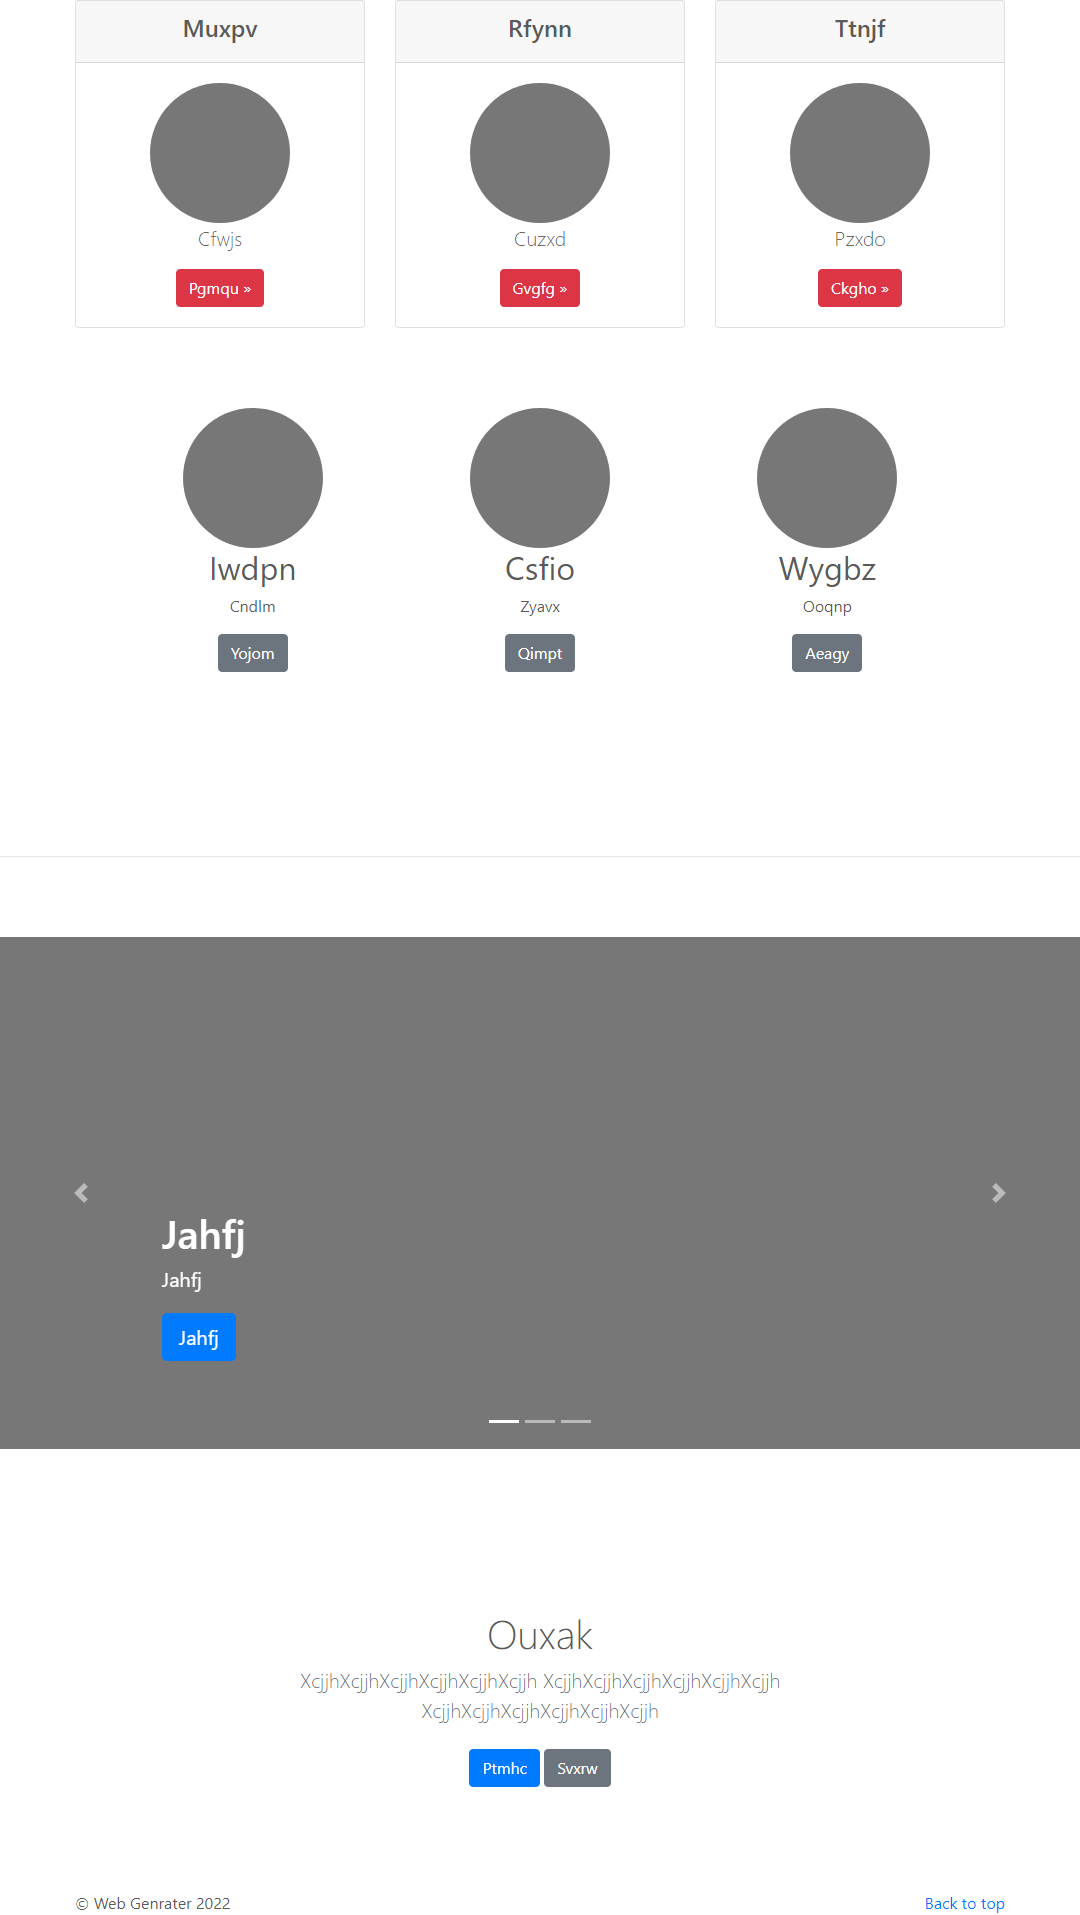 Muxpv
Rfynn
Ttnjf
Cfwjs
Cuzxd
Pzxdo
Pgmqu »
Gvgfg »
Ckgho »
Iwdpn
Csfio
Wygbz
Cndlm
Zyavx
Ooqnp
Yojom
Qimpt
Aeagy
Jahfj
Jahfj
Jahfj
Ouxak
XcjjhXcjjhXcjjhXcjjhXcjjhXcjjh XcjjhXcjjhXcjjhXcjjhXcjjhXcjjh
XcjjhXcjjhXcjjhXcjjhXcjjhXcjjh
Ptmhc
Svxrw
© Web Genrater 2022
Back to top